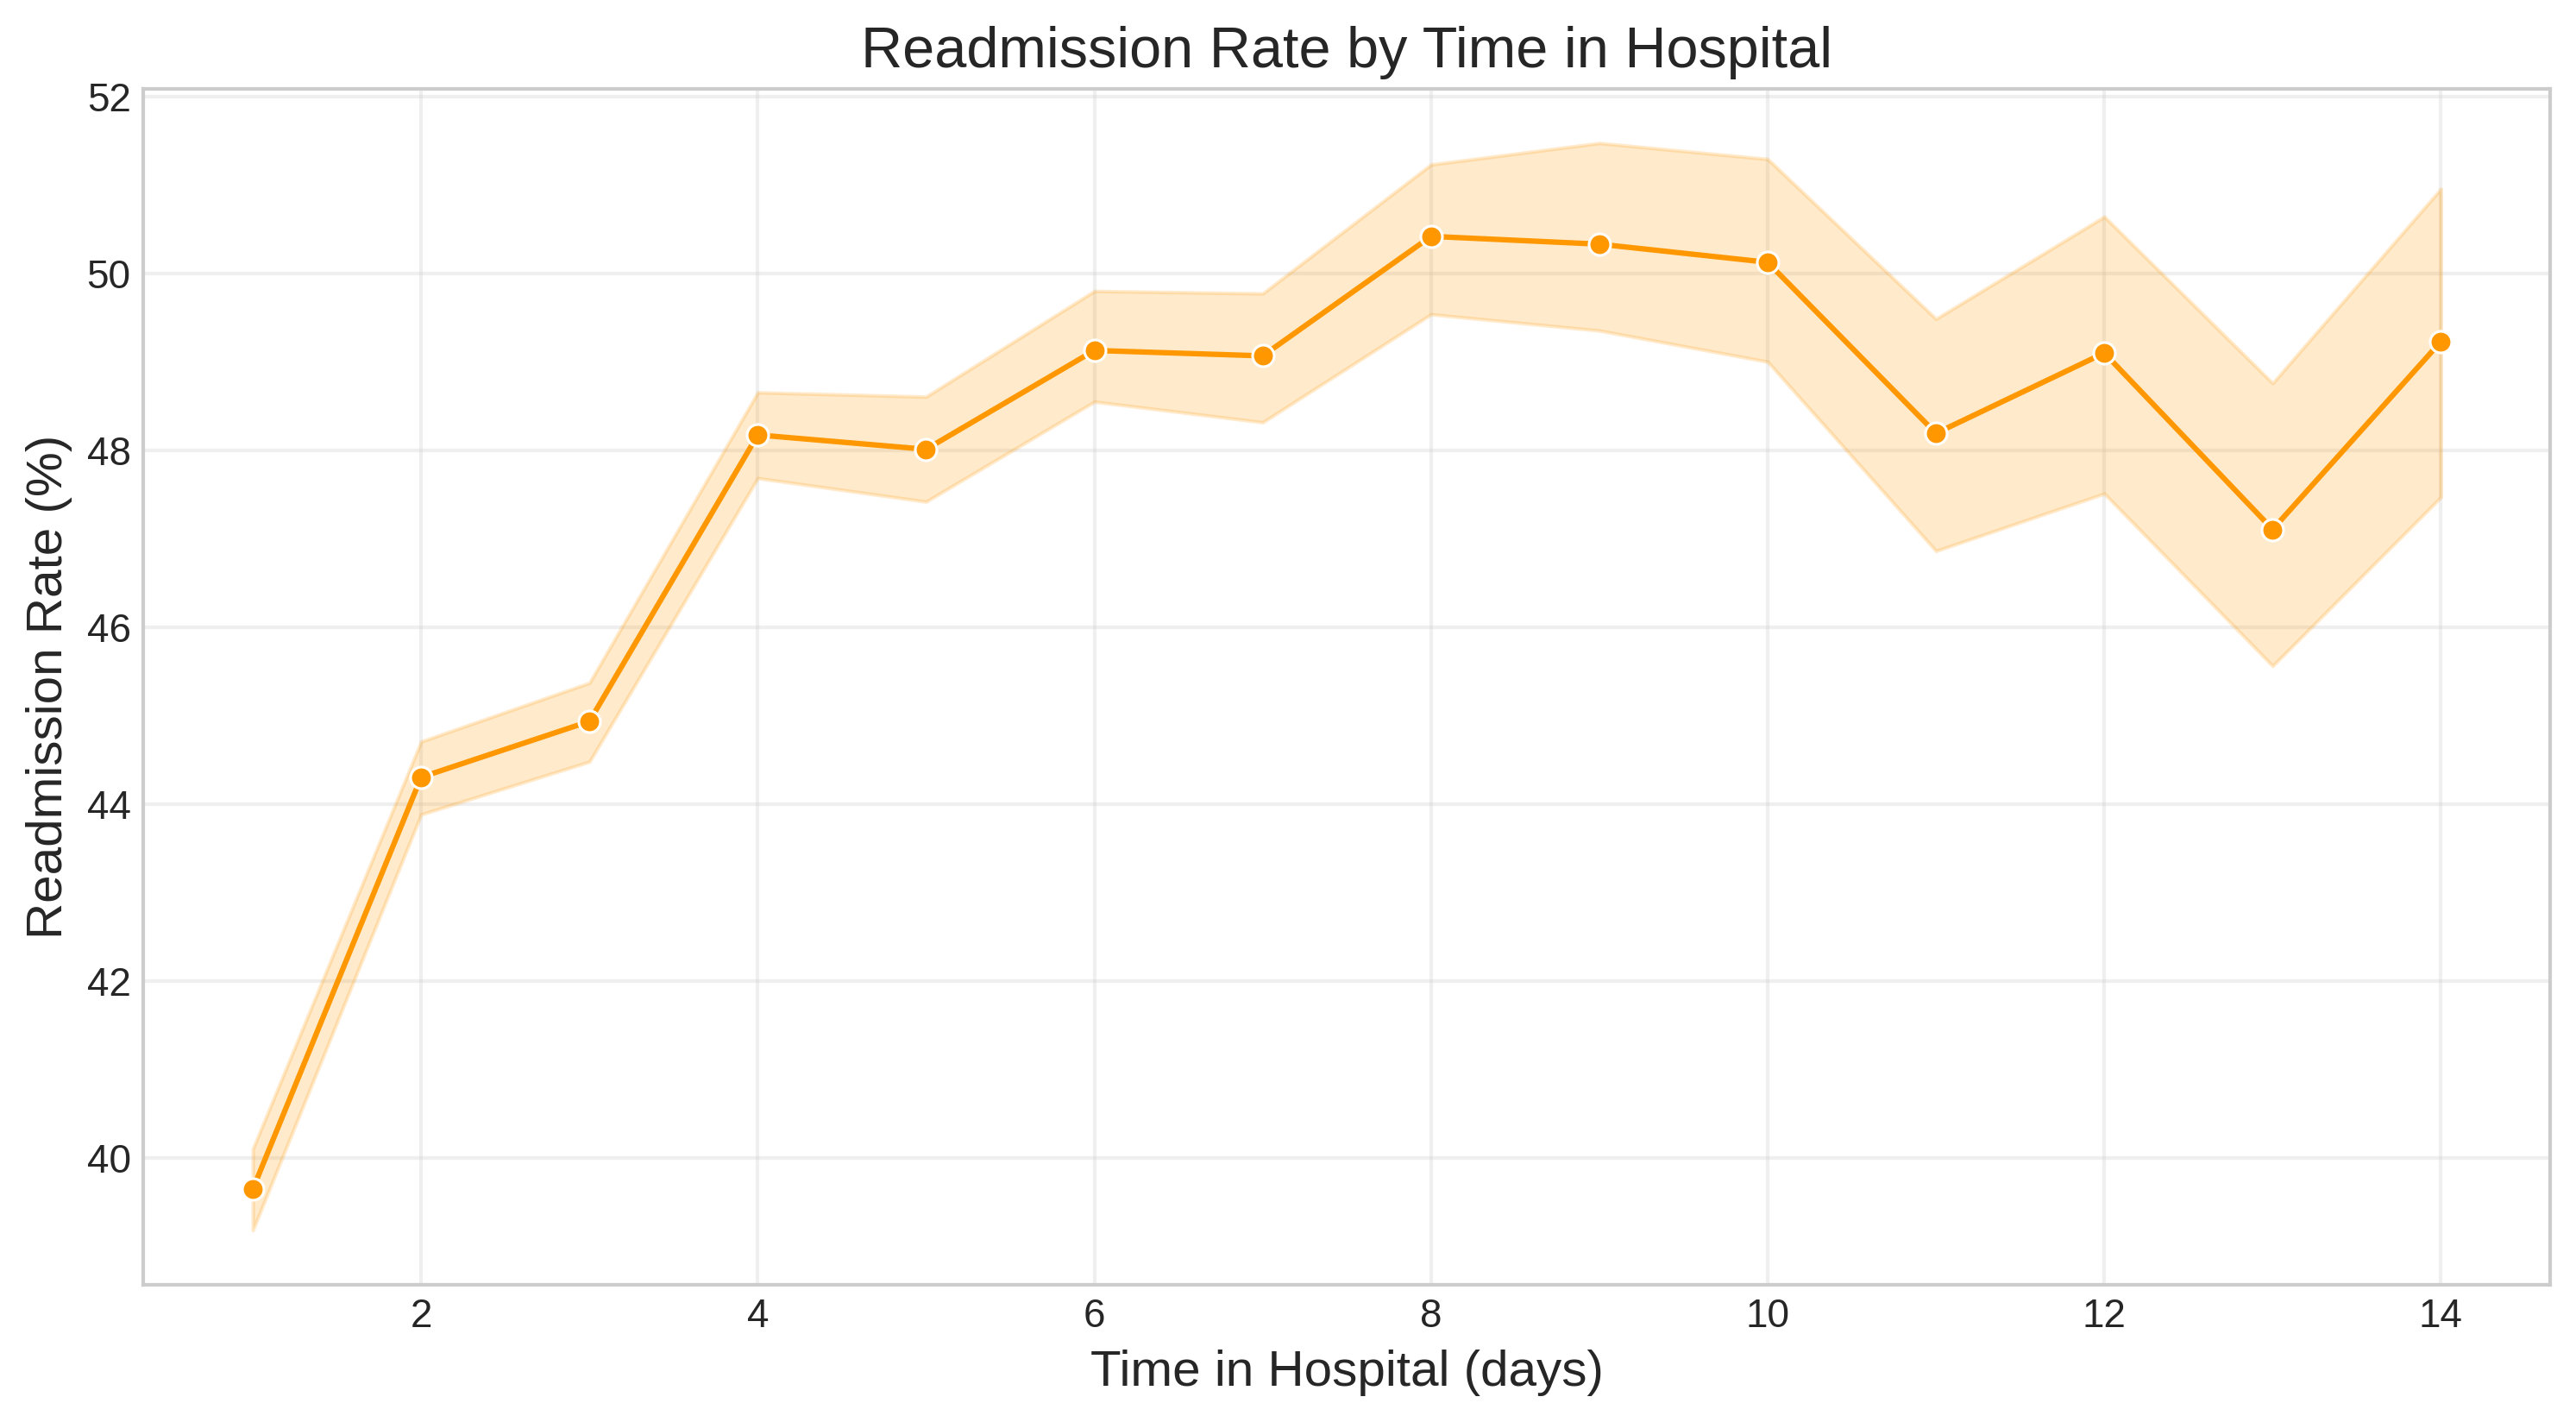 Readmission Rate by Time in Hospital
52
50
48
46
44
42
40
Readmission Rate (%)
2 4 6 8 10 12 14
Time in Hospital (days)